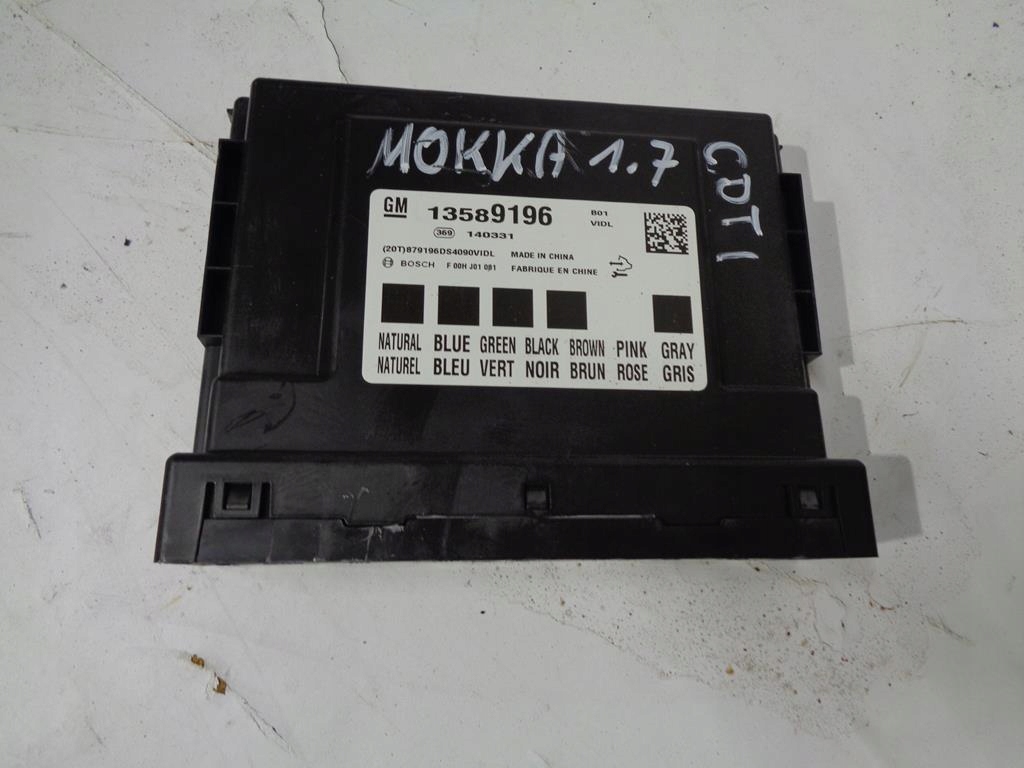 MOKKA 1.7
CDTI
GM 13589196 B01
VIDL
369 140331
(20T)879196DS4090VIDL MADE IN CHINA
BOSCH F 00H J01 081 FABRIQUE EN CHINE
NATURAL BLUE GREEN BLACK BROWN PINK GRAY
NATUREL BLEU VERT NOIR BRUN ROSE GRIS